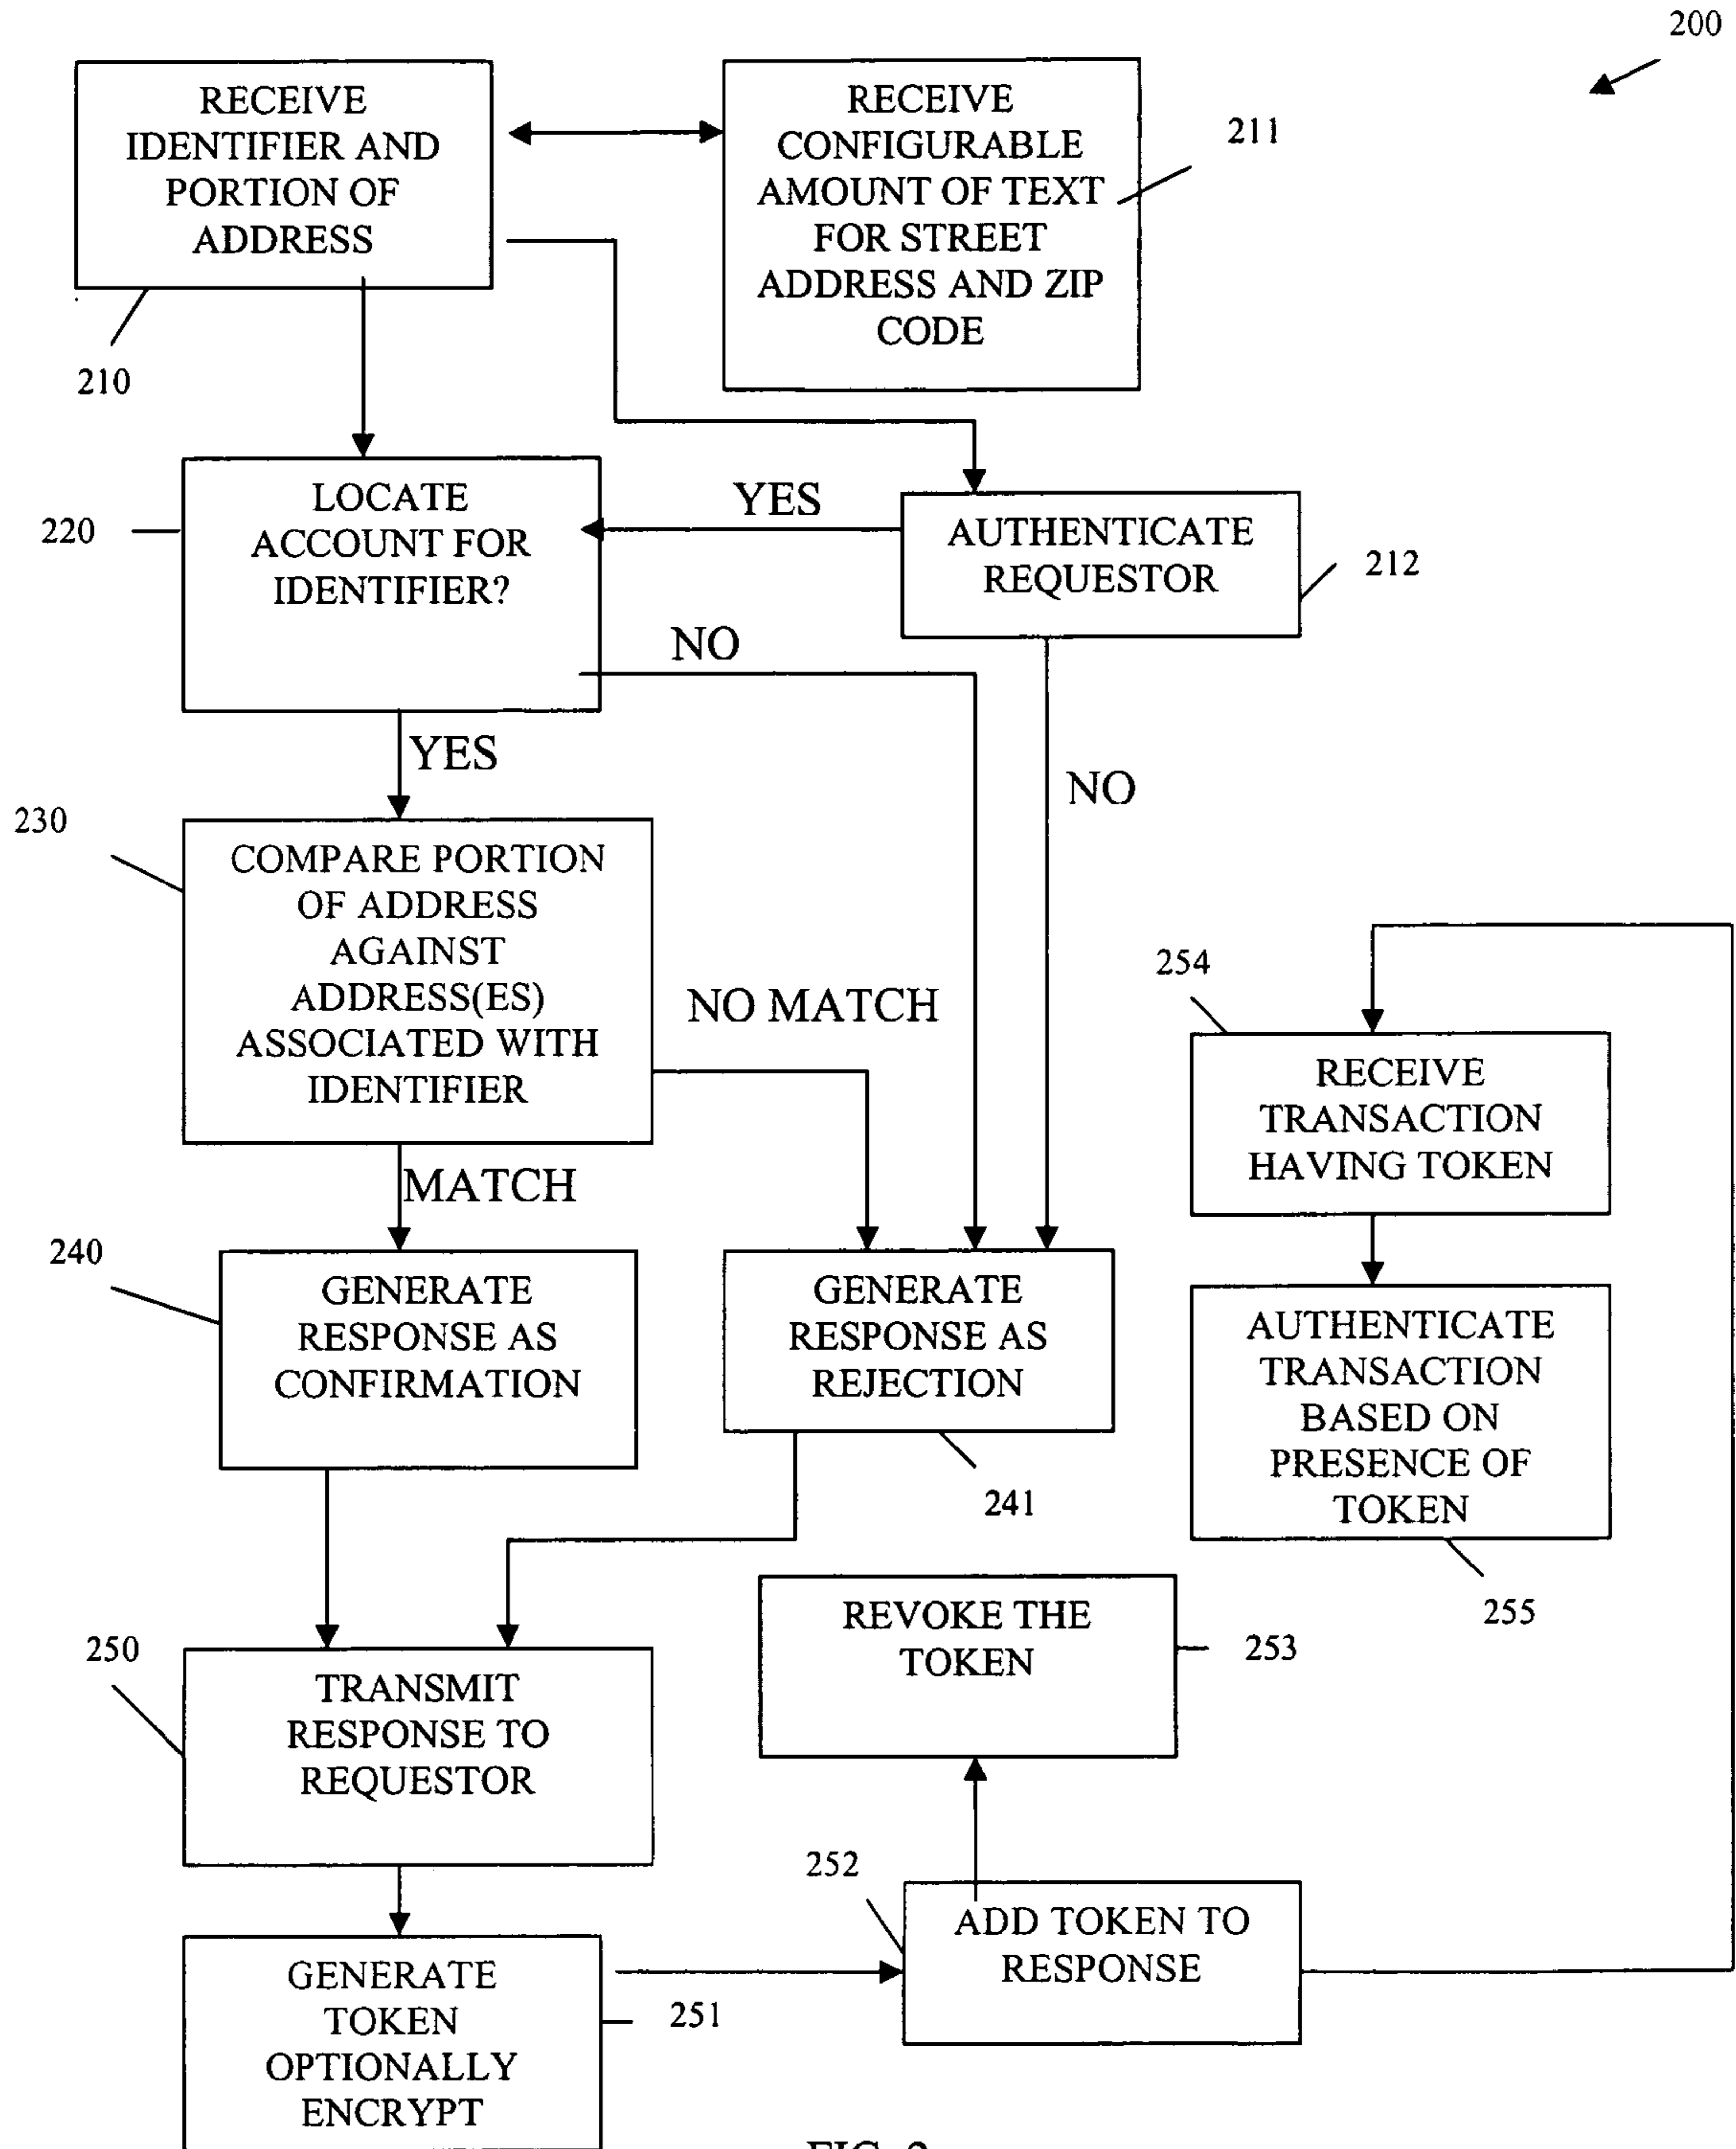 200
RECEIVE
IDENTIFIER AND
PORTION OF
ADDRESS
210
RECEIVE
CONFIGURABLE
AMOUNT OF TEXT
FOR STREET
ADDRESS AND ZIP
CODE
211
LOCATE
ACCOUNT FOR
IDENTIFIER?
220
YES
AUTHENTICATE
REQUESTOR
212
NO
YES
NO
230
COMPARE PORTION
OF ADDRESS
AGAINST
ADDRESS(ES)
ASSOCIATED WITH
IDENTIFIER
NO MATCH
MATCH
254
RECEIVE
TRANSACTION
HAVING TOKEN
240
GENERATE
RESPONSE AS
CONFIRMATION
GENERATE
RESPONSE AS
REJECTION
241
AUTHENTICATE
TRANSACTION
BASED ON
PRESENCE OF
TOKEN
255
250
TRANSMIT
RESPONSE TO
REQUESTOR
REVOKE THE
TOKEN
253
252
ADD TOKEN TO
RESPONSE
GENERATE
TOKEN
OPTIONALLY
ENCRYPT
251
FIG. 2